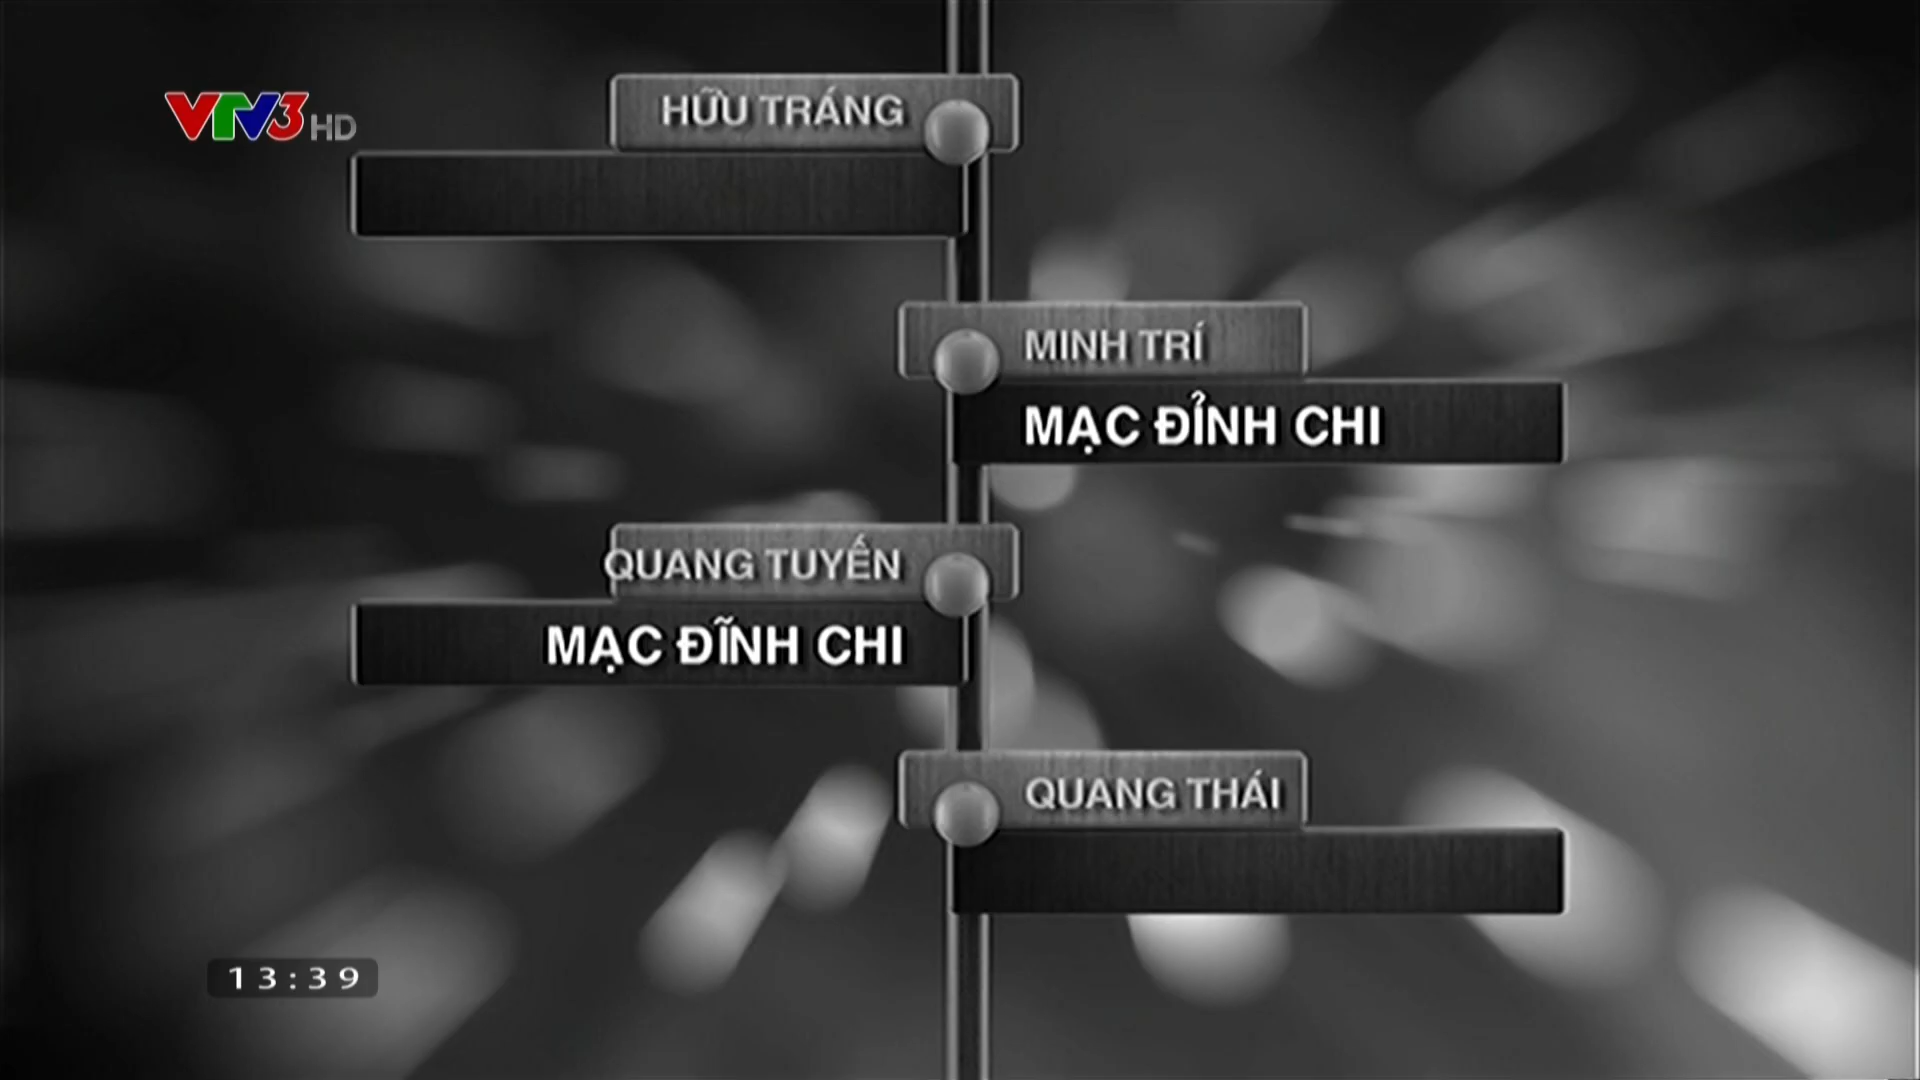 VTV3 HD
HỮU TRÁNG
MINH TRÍ
MẠC ĐỈNH CHI
QUANG TUYẾN
MẠC ĐĨNH CHI
QUANG THÁI
13:39